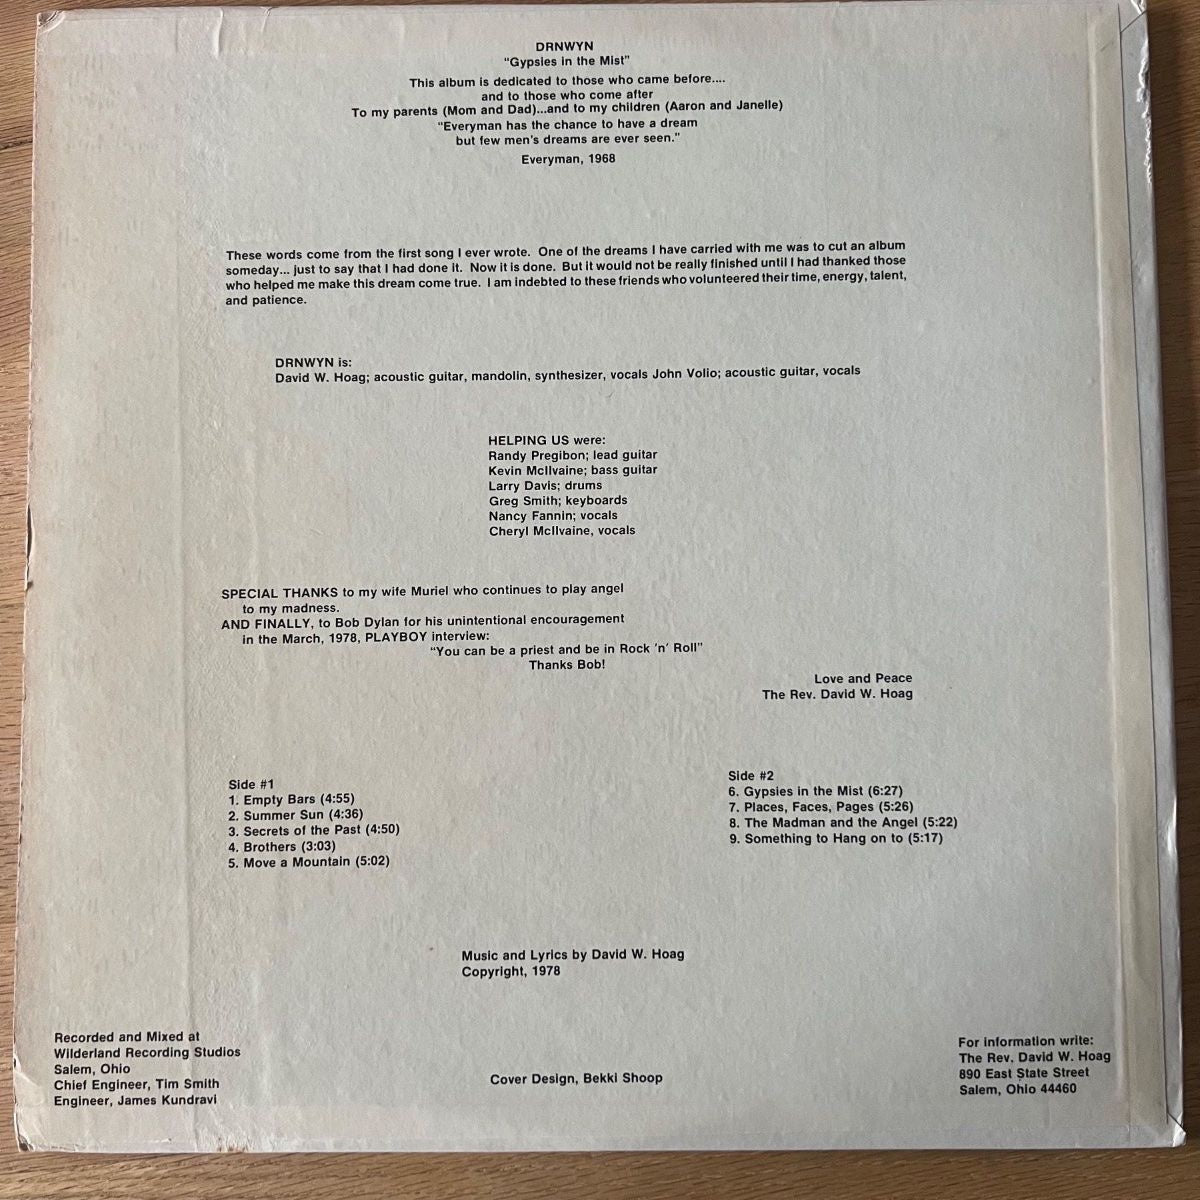 DRNWYN
“Gypsies in the Mist”
This album is dedicated to those who came before....
and to those who come after
To my parents (Mom and Dad)...and to my children (Aaron and Janelle)
“Everyman has the chance to have a dream
but few men's dreams are ever seen.”
Everyman, 1968
These words come from the first song I ever wrote. One of the dreams I have carried with me was to cut an album
someday... just to say that I had done it. Now it is done. But it would not be really finished until I had thanked those
who helped me make this dream come true. I am indebted to these friends who volunteered their time, energy, talent,
and patience.
DRNWYN is:
David W. Hoag; acoustic guitar, mandolin, synthesizer, vocals John Volio; acoustic guitar, vocals
HELPING US were:
Randy Pregibon; lead guitar
Kevin McIlvaine; bass guitar
Larry Davis; drums
Greg Smith; keyboards
Nancy Fannin; vocals
Cheryl McIlvaine, vocals
SPECIAL THANKS to my wife Muriel who continues to play angel
to my madness.
AND FINALLY, to Bob Dylan for his unintentional encouragement
in the March, 1978, PLAYBOY interview:
“You can be a priest and be in Rock 'n' Roll”
Thanks Bob!
Love and Peace
The Rev. David W. Hoag
Side #1
1. Empty Bars (4:55)
2. Summer Sun (4:36)
3. Secrets of the Past (4:50)
4. Brothers (3:03)
5. Move a Mountain (5:02)
Side #2
6. Gypsies in the Mist (6:27)
7. Places, Faces, Pages (5:26)
8. The Madman and the Angel (5:22)
9. Something to Hang on to (5:17)
Music and Lyrics by David W. Hoag
Copyright, 1978
Recorded and Mixed at
Wilderland Recording Studios
Salem, Ohio
Chief Engineer, Tim Smith
Engineer, James Kundravi
Cover Design, Bekki Shoop
For information write:
The Rev. David W. Hoag
890 East State Street
Salem, Ohio 44460